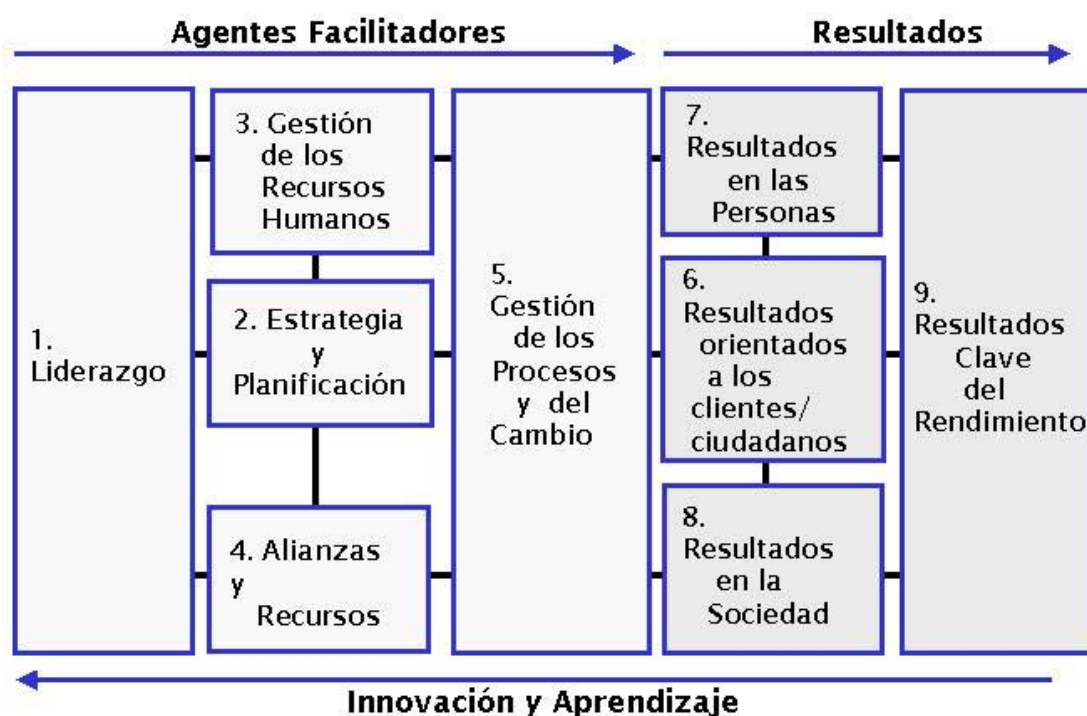 Agentes Facilitadores
Resultados
1.
Liderazgo
3. Gestión
de los
Recursos
Humanos
2. Estrategia
y
Planificación
4. Alianzas
y
Recursos
5.
Gestión
de los
Procesos
y del
Cambio
7.
Resultados
en las
Personas
6.
Resultados
orientados
a los
clientes/
ciudadanos
8.
Resultados
en la
Sociedad
9.
Resultados
Clave
del
Rendimiento
Innovación y Aprendizaje